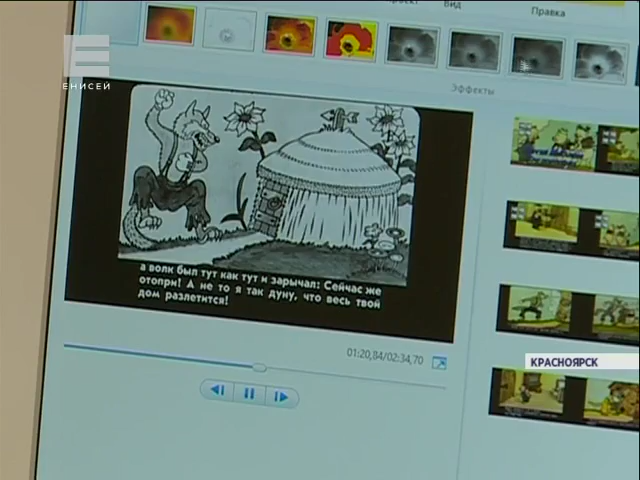 Вид
Правка
Эффекты
ЕНИСЕЙ
а волк был тут как тут и зарычал: Сейчас же
отопри! А не то я так дуну, что весь твой
дом разлетится!
01:20,84/02:34,70
КРАСНОЯРСК